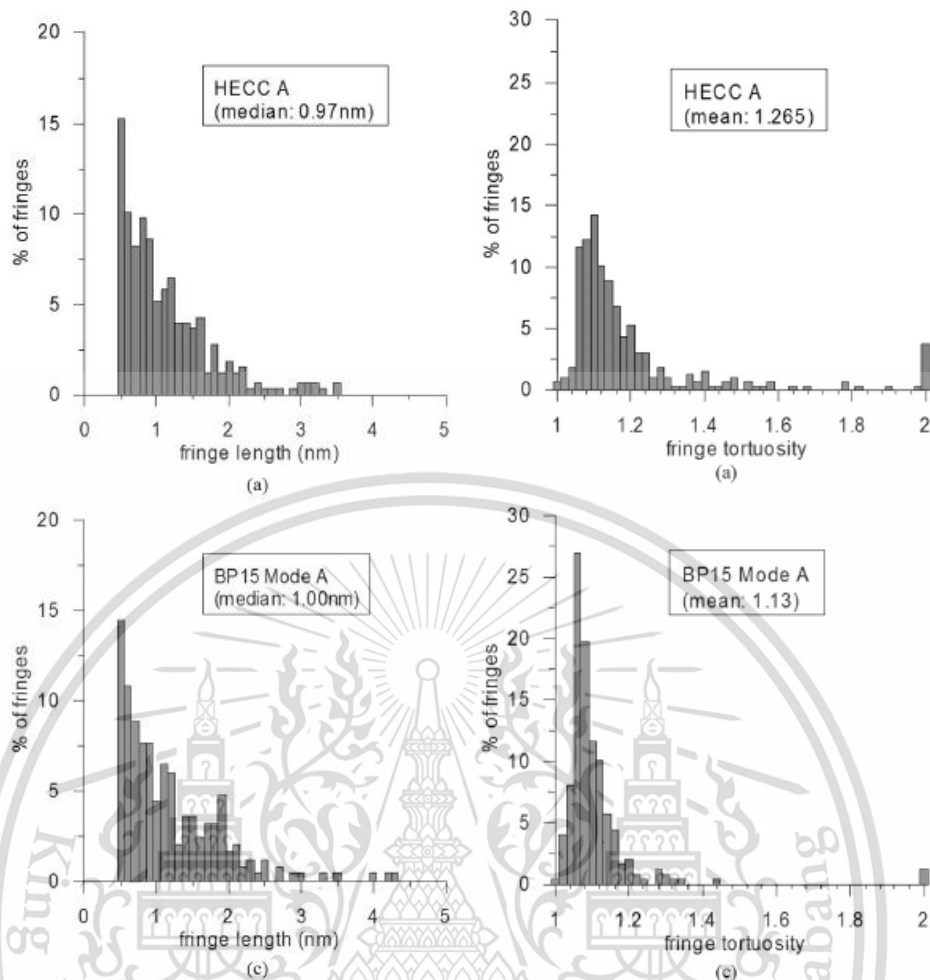 20
15
10
5
0
% of fringes
HECC A
(median: 0.97nm)
0 1 2 3 4 5
fringe length (nm)
(a)
30
25
20
15
10
5
0
% of fringes
HECC A
(mean: 1.265)
1 1.2 1.4 1.6 1.8 2
fringe tortuosity
(a)
20
15
10
5
0
% of fringes
BP15 Mode A
(median: 1.00nm)
0 1 2 3 4 5
fringe length (nm)
(c)
30
25
20
15
10
5
0
% of fringes
BP15 Mode A
(mean: 1.13)
1 1.2 1.4 1.6 1.8 2
fringe tortuosity
(c)
King
abang